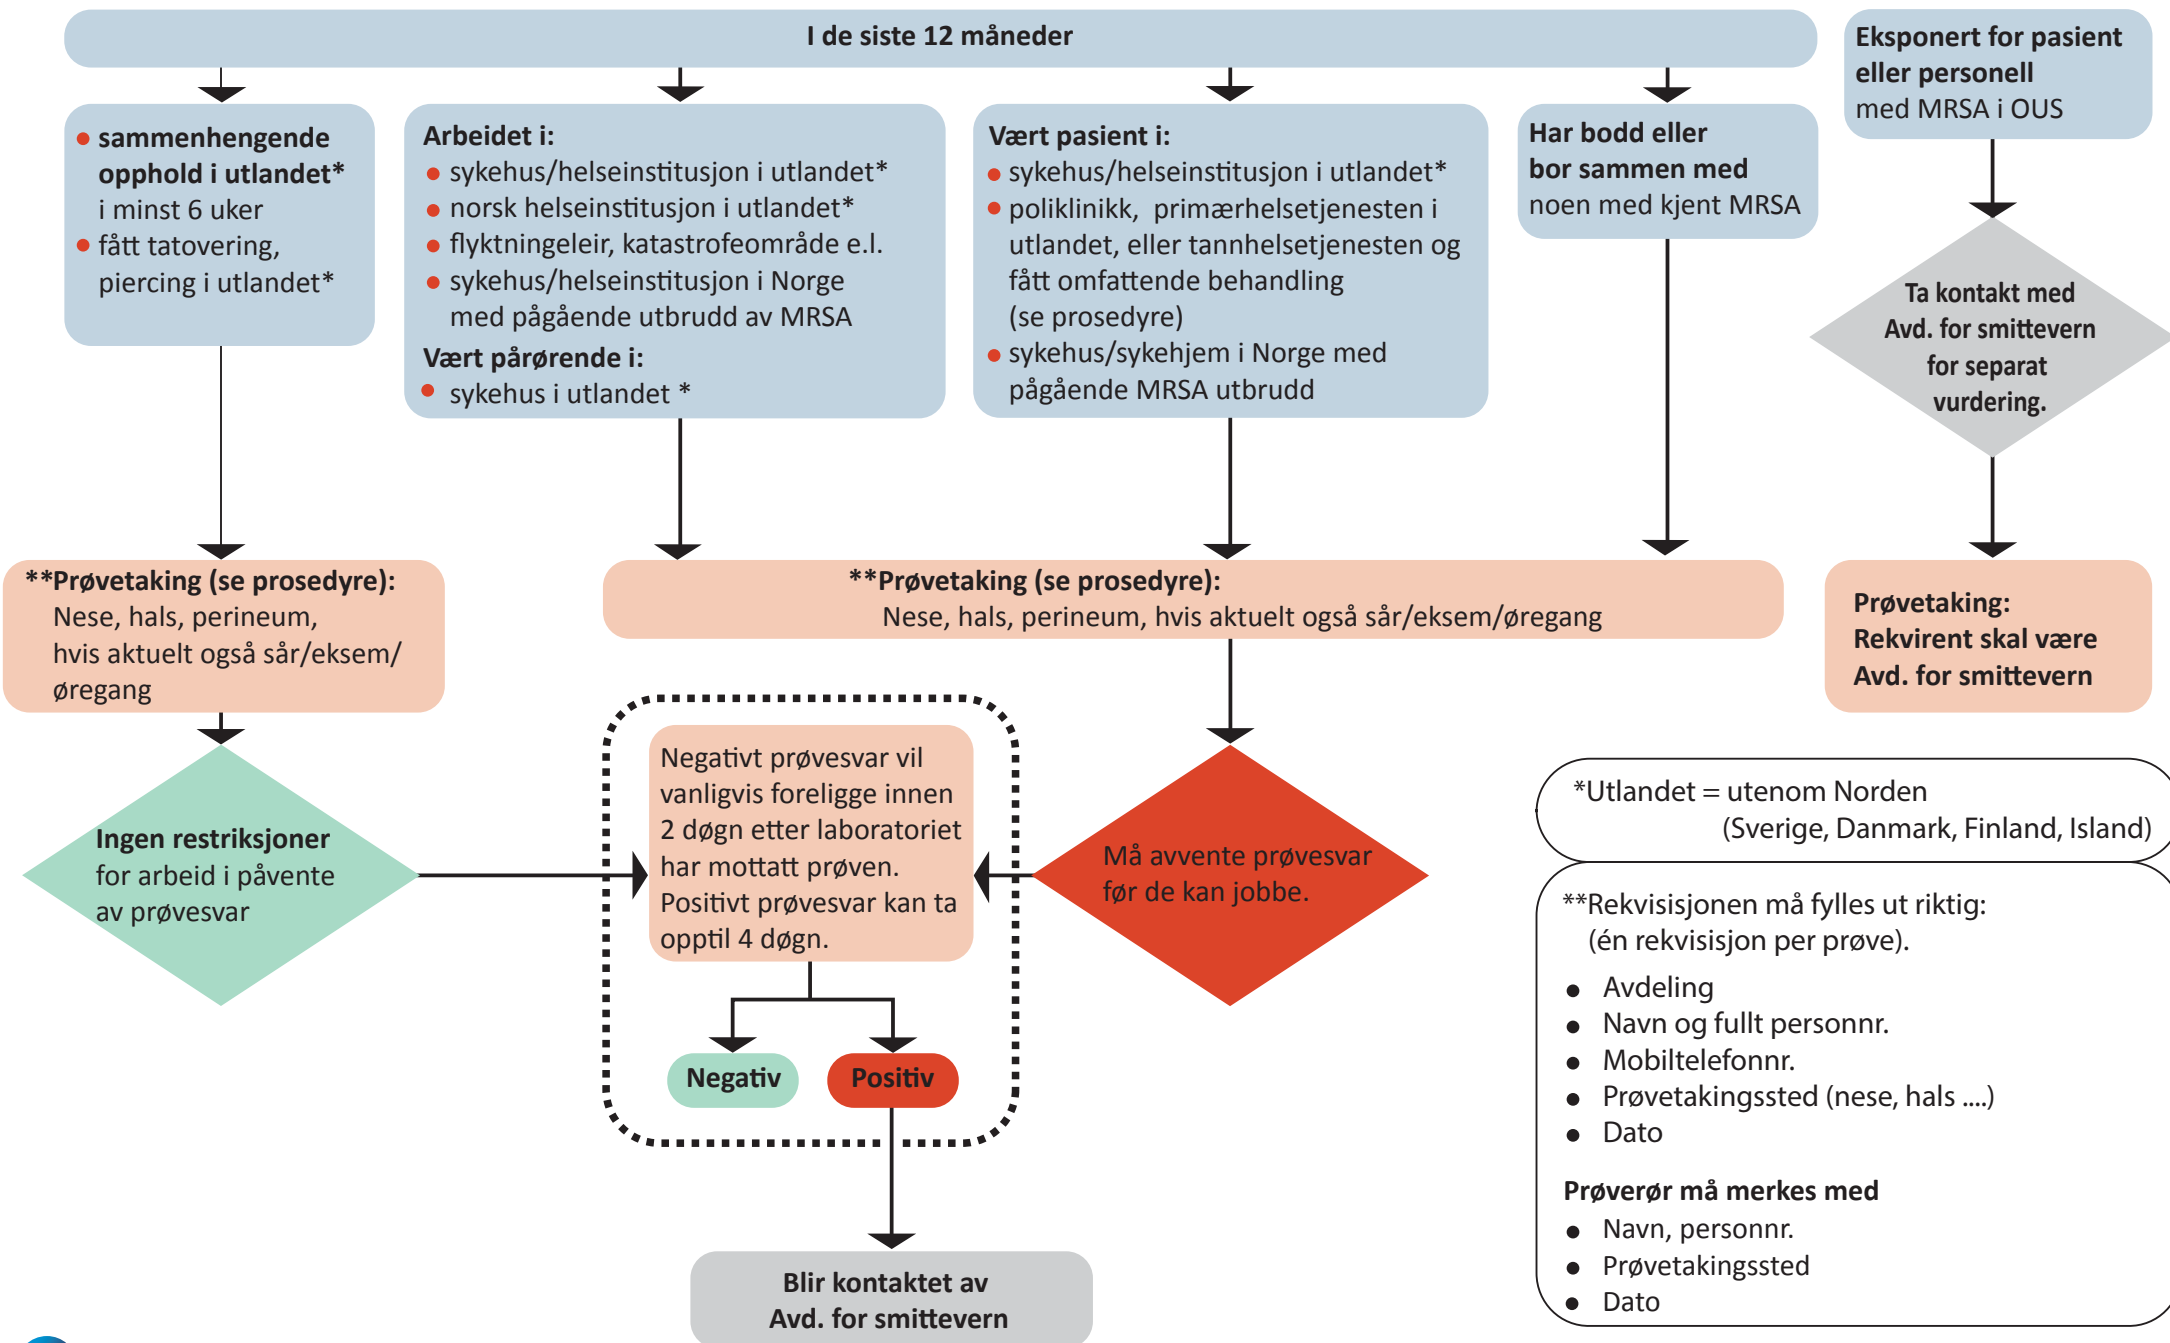 I de siste 12 måneder
• sammenhengende
opphold i utlandet*
i minst 6 uker
• fått tatovering,
piercing i utlandet*
Arbeidet i:
• sykehus/helseinstitusjon i utlandet*
• norsk helseinstitusjon i utlandet*
• flyktningeleir, katastrofeområde e.l.
• sykehus/helseinstitusjon i Norge
med pågående utbrudd av MRSA
Vært pårørende i:
• sykehus i utlandet *
Vært pasient i:
• sykehus/helseinstitusjon i utlandet*
• poliklinikk, primærhelsetjenesten i
utlandet, eller tannhelsetjenesten og
fått omfattende behandling
(se prosedyre)
• sykehus/sykehjem i Norge med
pågående MRSA utbrudd
Har bodd eller
bor sammen med
noen med kjent MRSA
Eksponert for pasient
eller personell
med MRSA i OUS
Ta kontakt med
Avd. for smittevern
for separat
vurdering.
**Prøvetaking (se prosedyre):
Nese, hals, perineum,
hvis aktuelt også sår/eksem/
øregang
**Prøvetaking (se prosedyre):
Nese, hals, perineum, hvis aktuelt også sår/eksem/øregang
Prøvetaking:
Rekvirent skal være
Avd. for smittevern
Ingen restriksjoner
for arbeid i påvente
av prøvesvar
Negativt prøvesvar vil
vanligvis foreligge innen
2 døgn etter laboratoriet
har mottatt prøven.
Positivt prøvesvar kan ta
opptil 4 døgn.
Må avvente prøvesvar
før de kan jobbe.
Negativ
Positiv
Blir kontaktet av
Avd. for smittevern
*Utlandet = utenom Norden
(Sverige, Danmark, Finland, Island)
**Rekvisisjonen må fylles ut riktig:
(én rekvisisjon per prøve).
• Avdeling
• Navn og fullt personnr.
• Mobiltelefonnr.
• Prøvetakingssted (nese, hals ....)
• Dato
Prøverør må merkes med
• Navn, personnr.
• Prøvetakingssted
• Dato